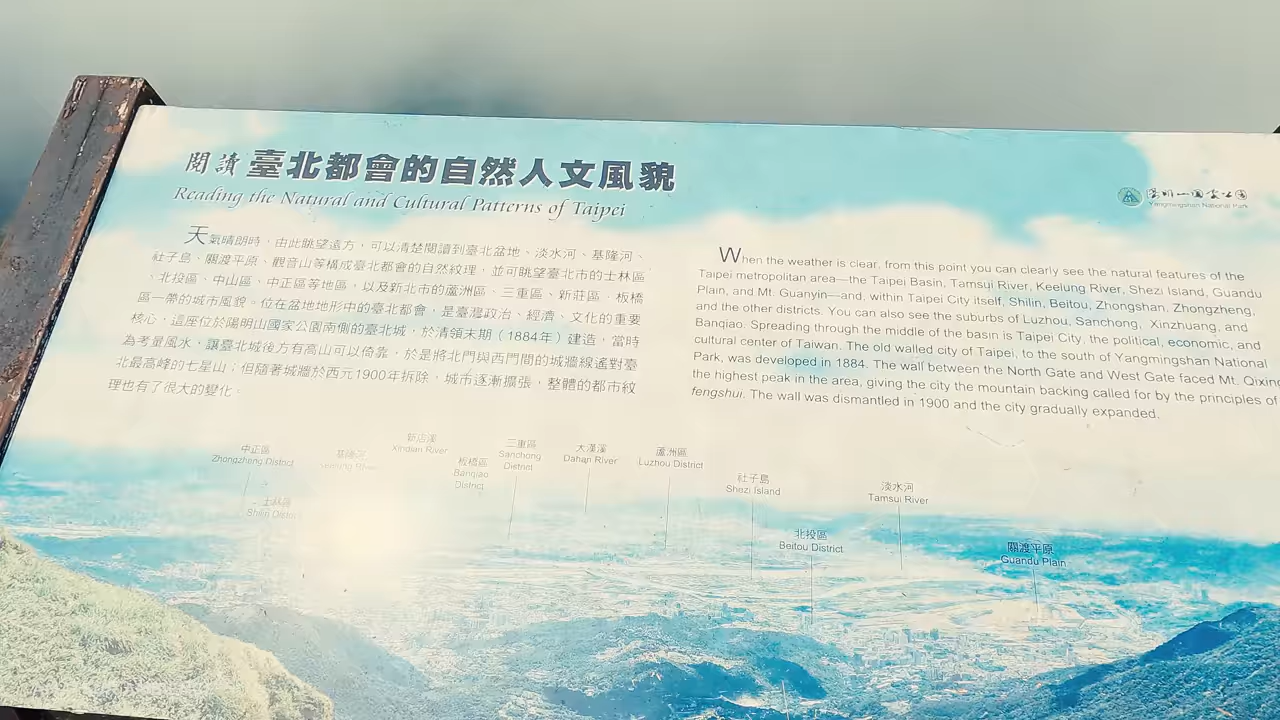 閱讀 臺北都會的自然人文風貌
Reading the Natural and Cultural Patterns of Taipei
陽明山國家公園
Yangmingshan National Park
天氣晴朗時，由此眺望遠方，可以清楚閱讀到臺北盆地、淡水河、基隆河、
社子島、關渡平原、觀音山等構成臺北都會的自然紋理，並可眺望臺北市的士林區
、北投區、中山區、中正區等地區，以及新北市的蘆洲區、三重區、新莊區、板橋
區一帶的城市風貌。位在盆地地形中的臺北都會，是臺灣政治、經濟、文化的重要
核心，這座位於陽明山國家公園南側的臺北城，於清領末期（1884年）建造，當時
為考量風水，讓臺北城後方有高山可以倚靠，於是將北門與西門間的城牆線遙對臺
北最高峰的七星山；但隨著城牆於西元1900年拆除，城市逐漸擴張，整體的都市紋
理也有了很大的變化。
When the weather is clear, from this point you can clearly see the natural features of the
Taipei metropolitan area—the Taipei Basin, Tamsui River, Keelung River, Shezi Island, Guandu
Plain, and Mt. Guanyin—and, within Taipei City itself, Shilin, Beitou, Zhongshan, Zhongzheng,
and the other districts. You can also see the suburbs of Luzhou, Sanchong, Xinzhuang, and
Banqiao. Spreading through the middle of the basin is Taipei City, the political, economic, and
cultural center of Taiwan. The old walled city of Taipei, to the south of Yangmingshan National
Park, was developed in 1884. The wall between the North Gate and West Gate faced Mt. Qixing,
the highest peak in the area, giving the city the mountain backing called for by the principles of
fengshui. The wall was dismantled in 1900 and the city gradually expanded.
中正區
Zhongzheng District
士林區
Shilin District
基隆河
Keelung River
新店溪
Xindian River
板橋區
Banqiao
District
三重區
Sanchong
District
大漢溪
Dahan River
蘆洲區
Luzhou District
社子島
Shezi Island
北投區
Beitou District
淡水河
Tamsui River
關渡平原
Guandu Plain